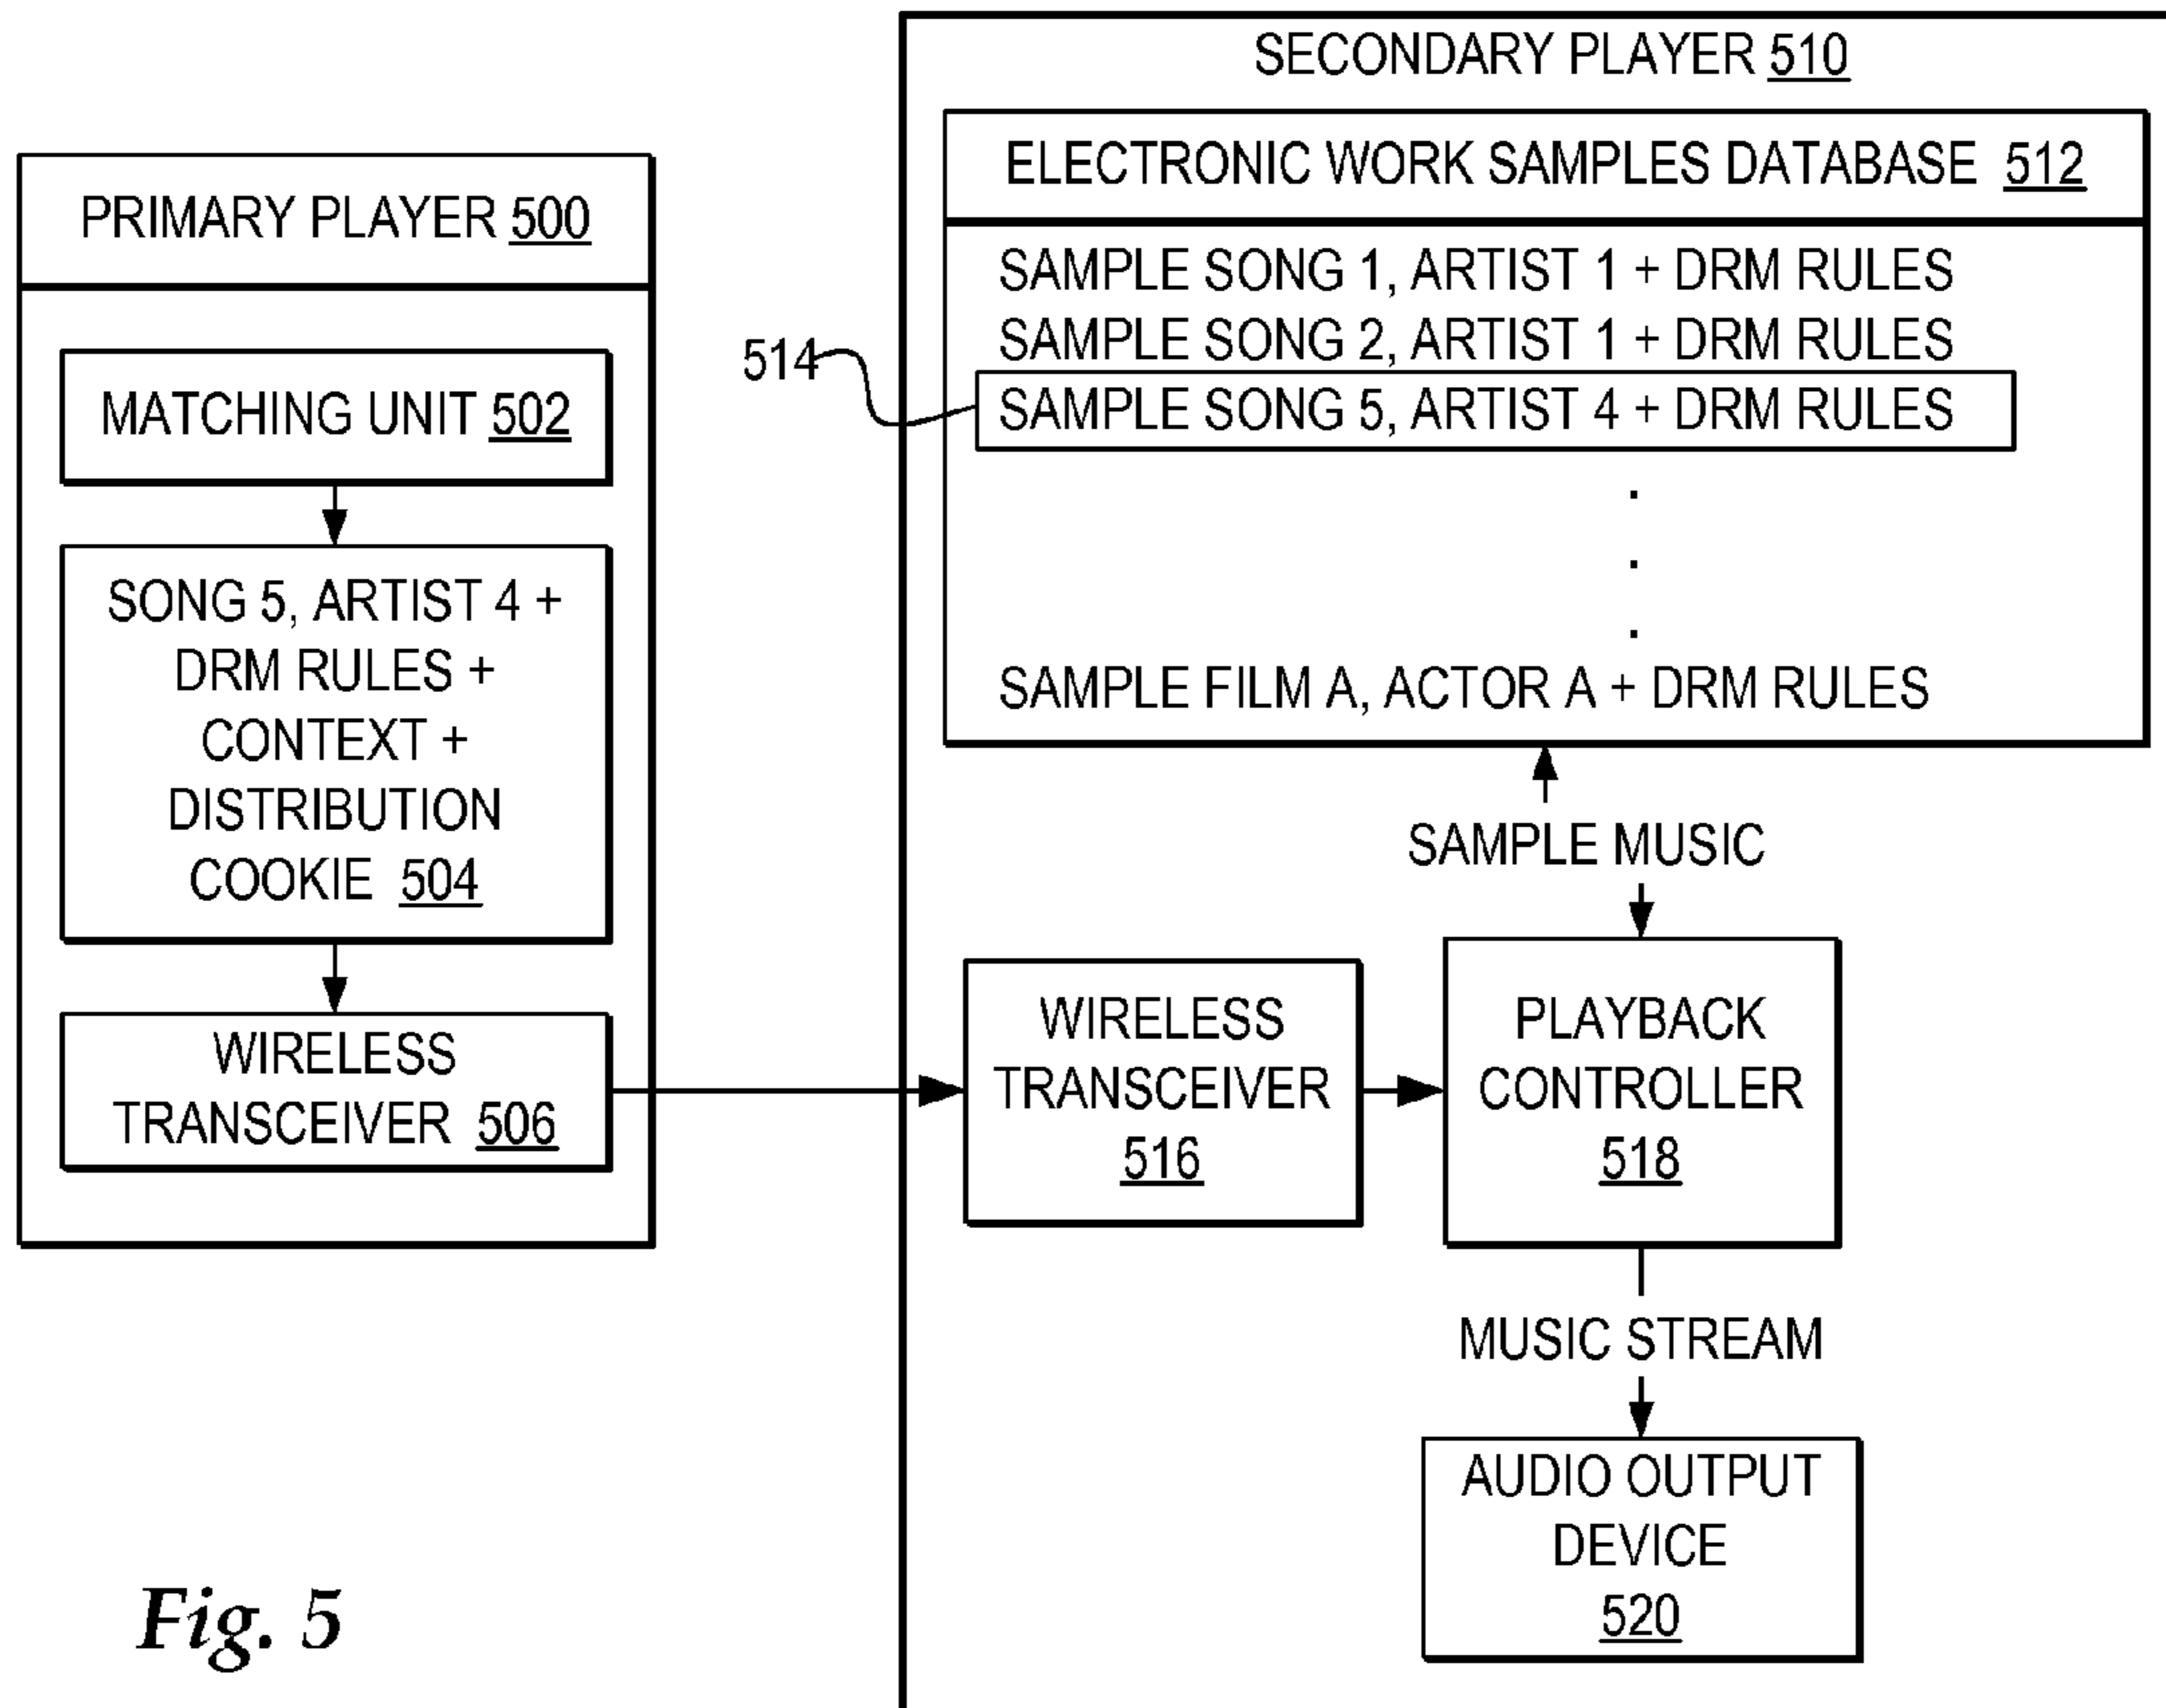 PRIMARY PLAYER 500
MATCHING UNIT 502
SONG 5, ARTIST 4 +
DRM RULES +
CONTEXT +
DISTRIBUTION
COOKIE 504
WIRELESS
TRANSCEIVER 506
SECONDARY PLAYER 510
ELECTRONIC WORK SAMPLES DATABASE 512
SAMPLE SONG 1, ARTIST 1 + DRM RULES
SAMPLE SONG 2, ARTIST 1 + DRM RULES
514
SAMPLE SONG 5, ARTIST 4 + DRM RULES
.
.
.
SAMPLE FILM A, ACTOR A + DRM RULES
SAMPLE MUSIC
WIRELESS
TRANSCEIVER
516
PLAYBACK
CONTROLLER
518
MUSIC STREAM
AUDIO OUTPUT
DEVICE
520
Fig. 5